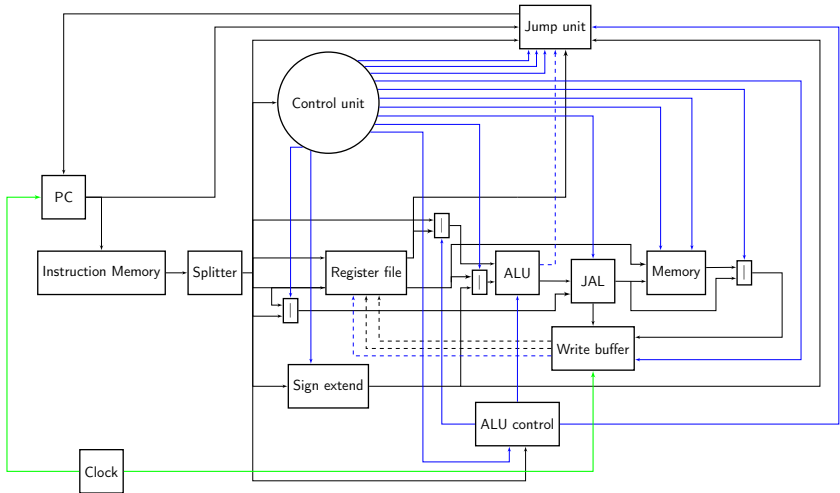 Jump unit
Control unit
PC
Instruction Memory
Splitter
Register file
ALU
JAL
Memory
Write buffer
Sign extend
ALU control
Clock